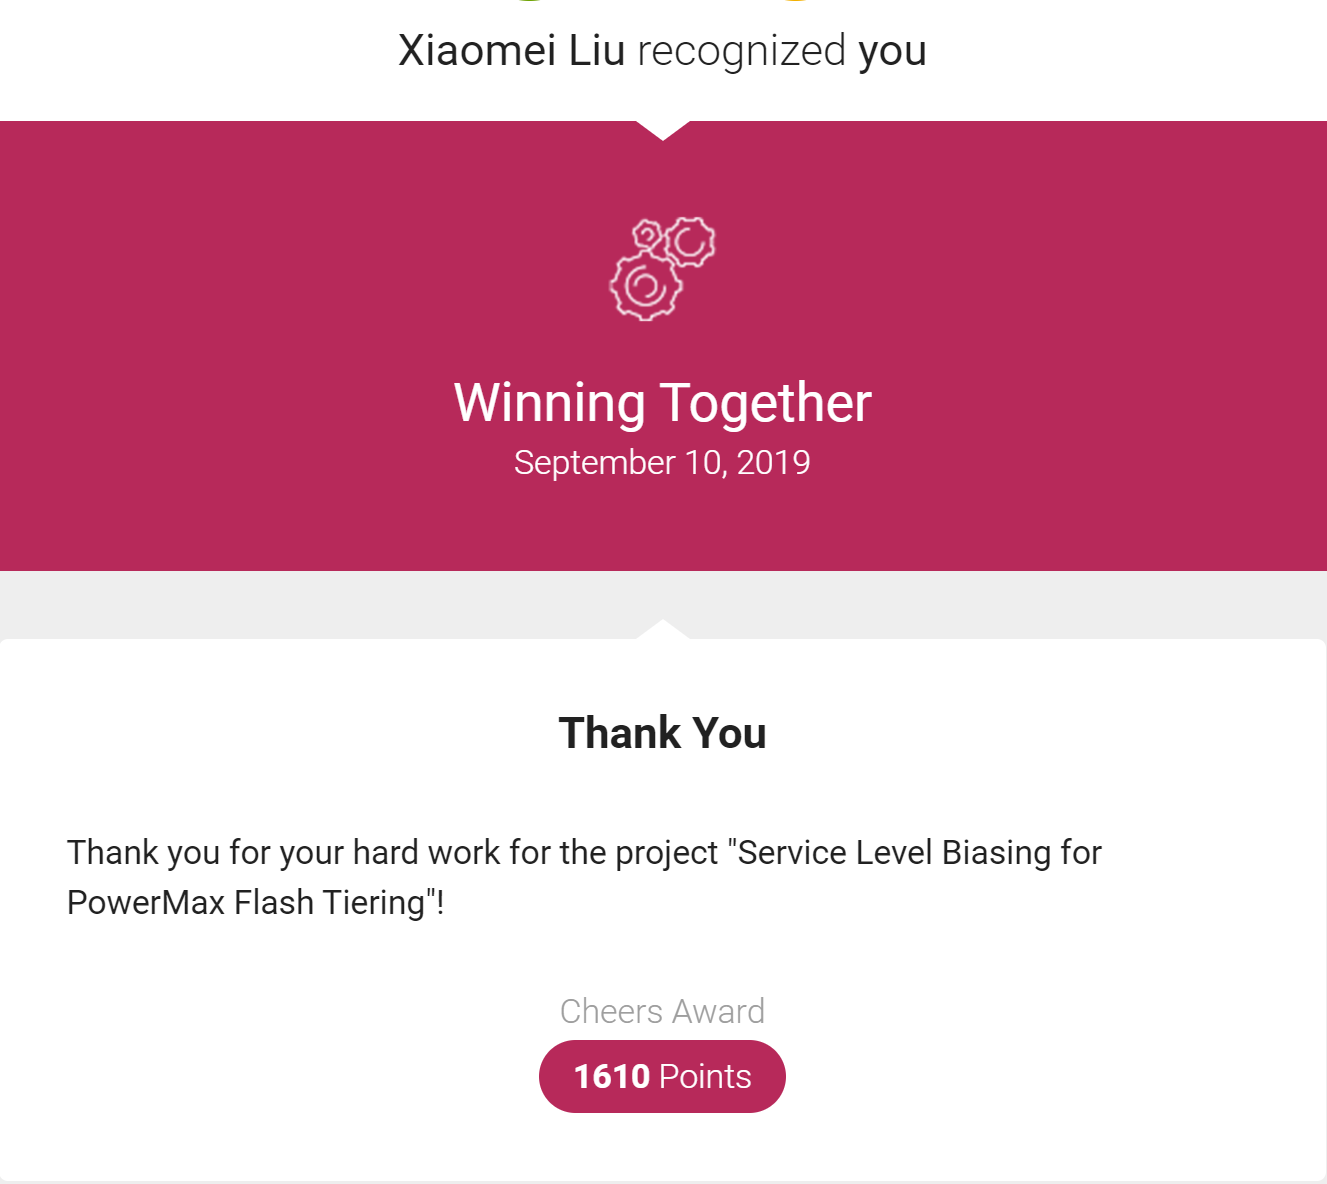 Xiaomei Liu recognized you
Winning Together
September 10, 2019
Thank You
Thank you for your hard work for the project "Service Level Biasing for
PowerMax Flash Tiering"!
Cheers Award
1610 Points